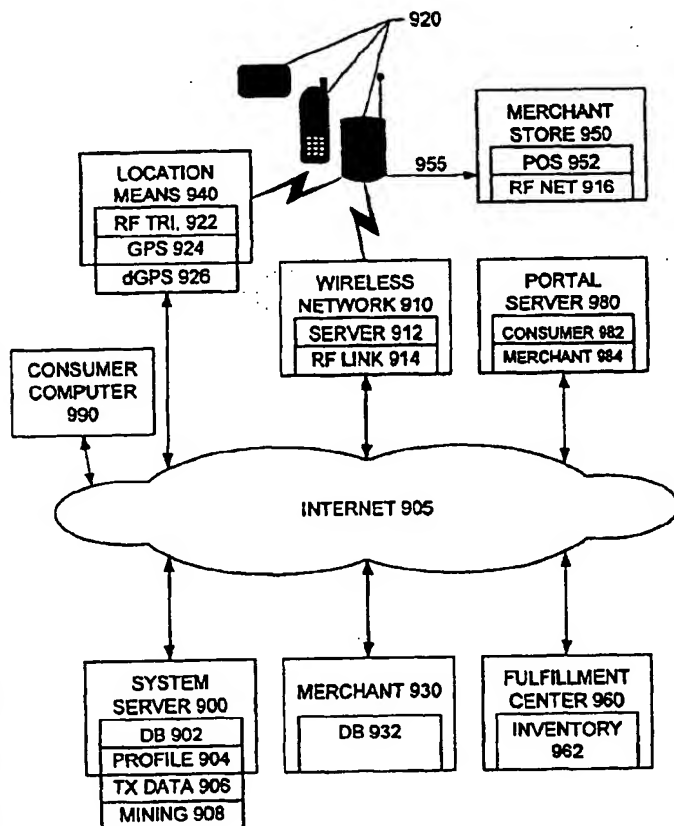 920
MERCHANT
STORE 950
POS 952
RF NET 916
955
LOCATION
MEANS 940
RF TRI. 922
GPS 924
dGPS 926
WIRELESS
NETWORK 910
SERVER 912
RF LINK 914
PORTAL
SERVER 980
CONSUMER 982
MERCHANT 984
CONSUMER
COMPUTER
990
INTERNET 905
SYSTEM
SERVER 900
DB 902
PROFILE 904
TX DATA 906
MINING 908
MERCHANT 930
DB 932
FULFILLMENT
CENTER 960
INVENTORY
962